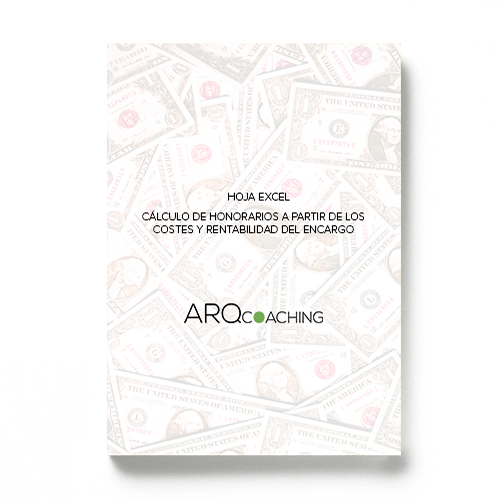 HOJA EXCEL
CÁLCULO DE HONORARIOS A PARTIR DE LOS
COSTES Y RENTABILIDAD DEL ENCARGO
ARQCOACHING